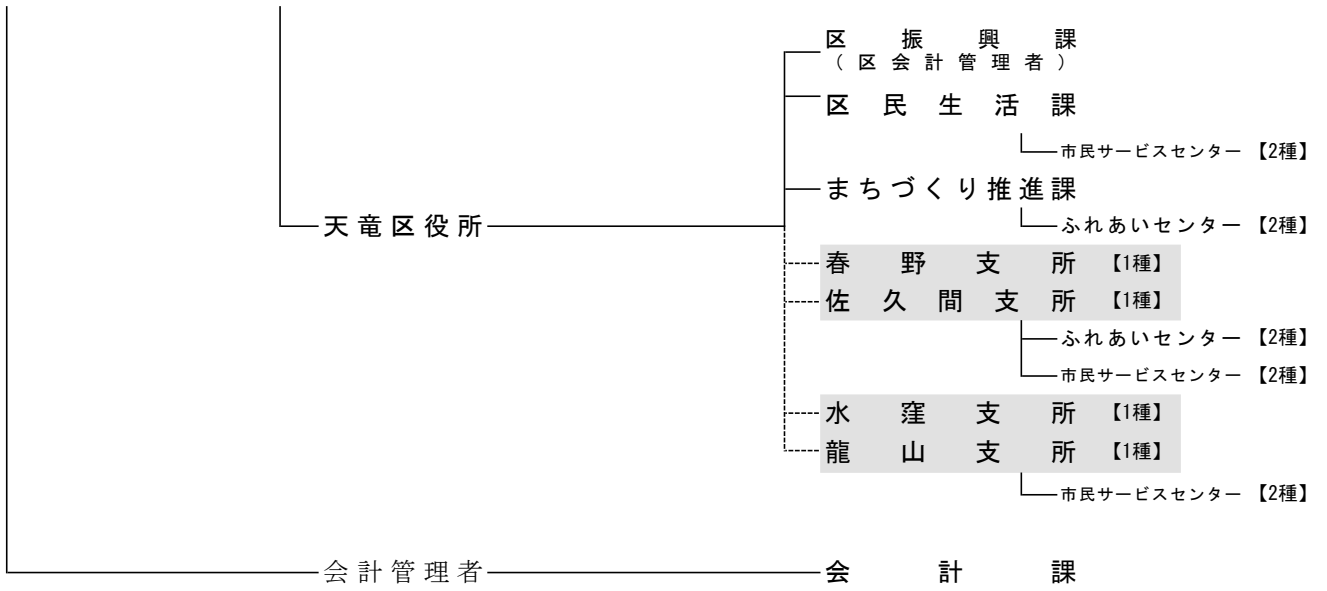 区振興課
（区会計管理者）
区民生活課
市民サービスセンター【2種】
まちづくり推進課
天竜区役所
ふれあいセンター【2種】
春野支所【1種】
佐久間支所【1種】
ふれあいセンター【2種】
市民サービスセンター【2種】
水窪支所【1種】
龍山支所【1種】
市民サービスセンター【2種】
会計管理者
会計課